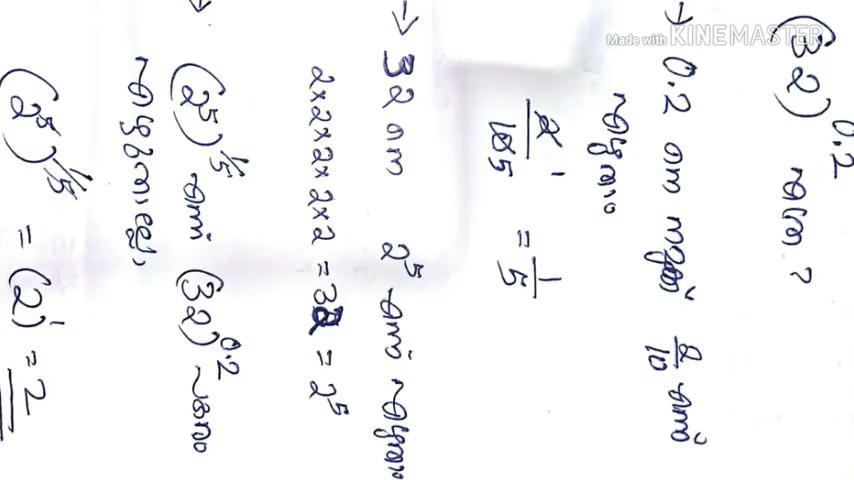 (32)^0.2 എത്ര ?
→ 0.2 നെ നമുക്ക് 2/10 എന്ന്
എഴുതാം
2/10 5 1 = 1/5
→ 32 നെ 2^5 എന്ന് എഴുതാം
2×2×2×2×2 = 32 = 2^5
→ (2^5)^1/5 എന്ന് (32)^0.2
എഴുതാമല്ലോ
(2^5)^1/5 = (2)^1 = 2
Made with KINEMASTER